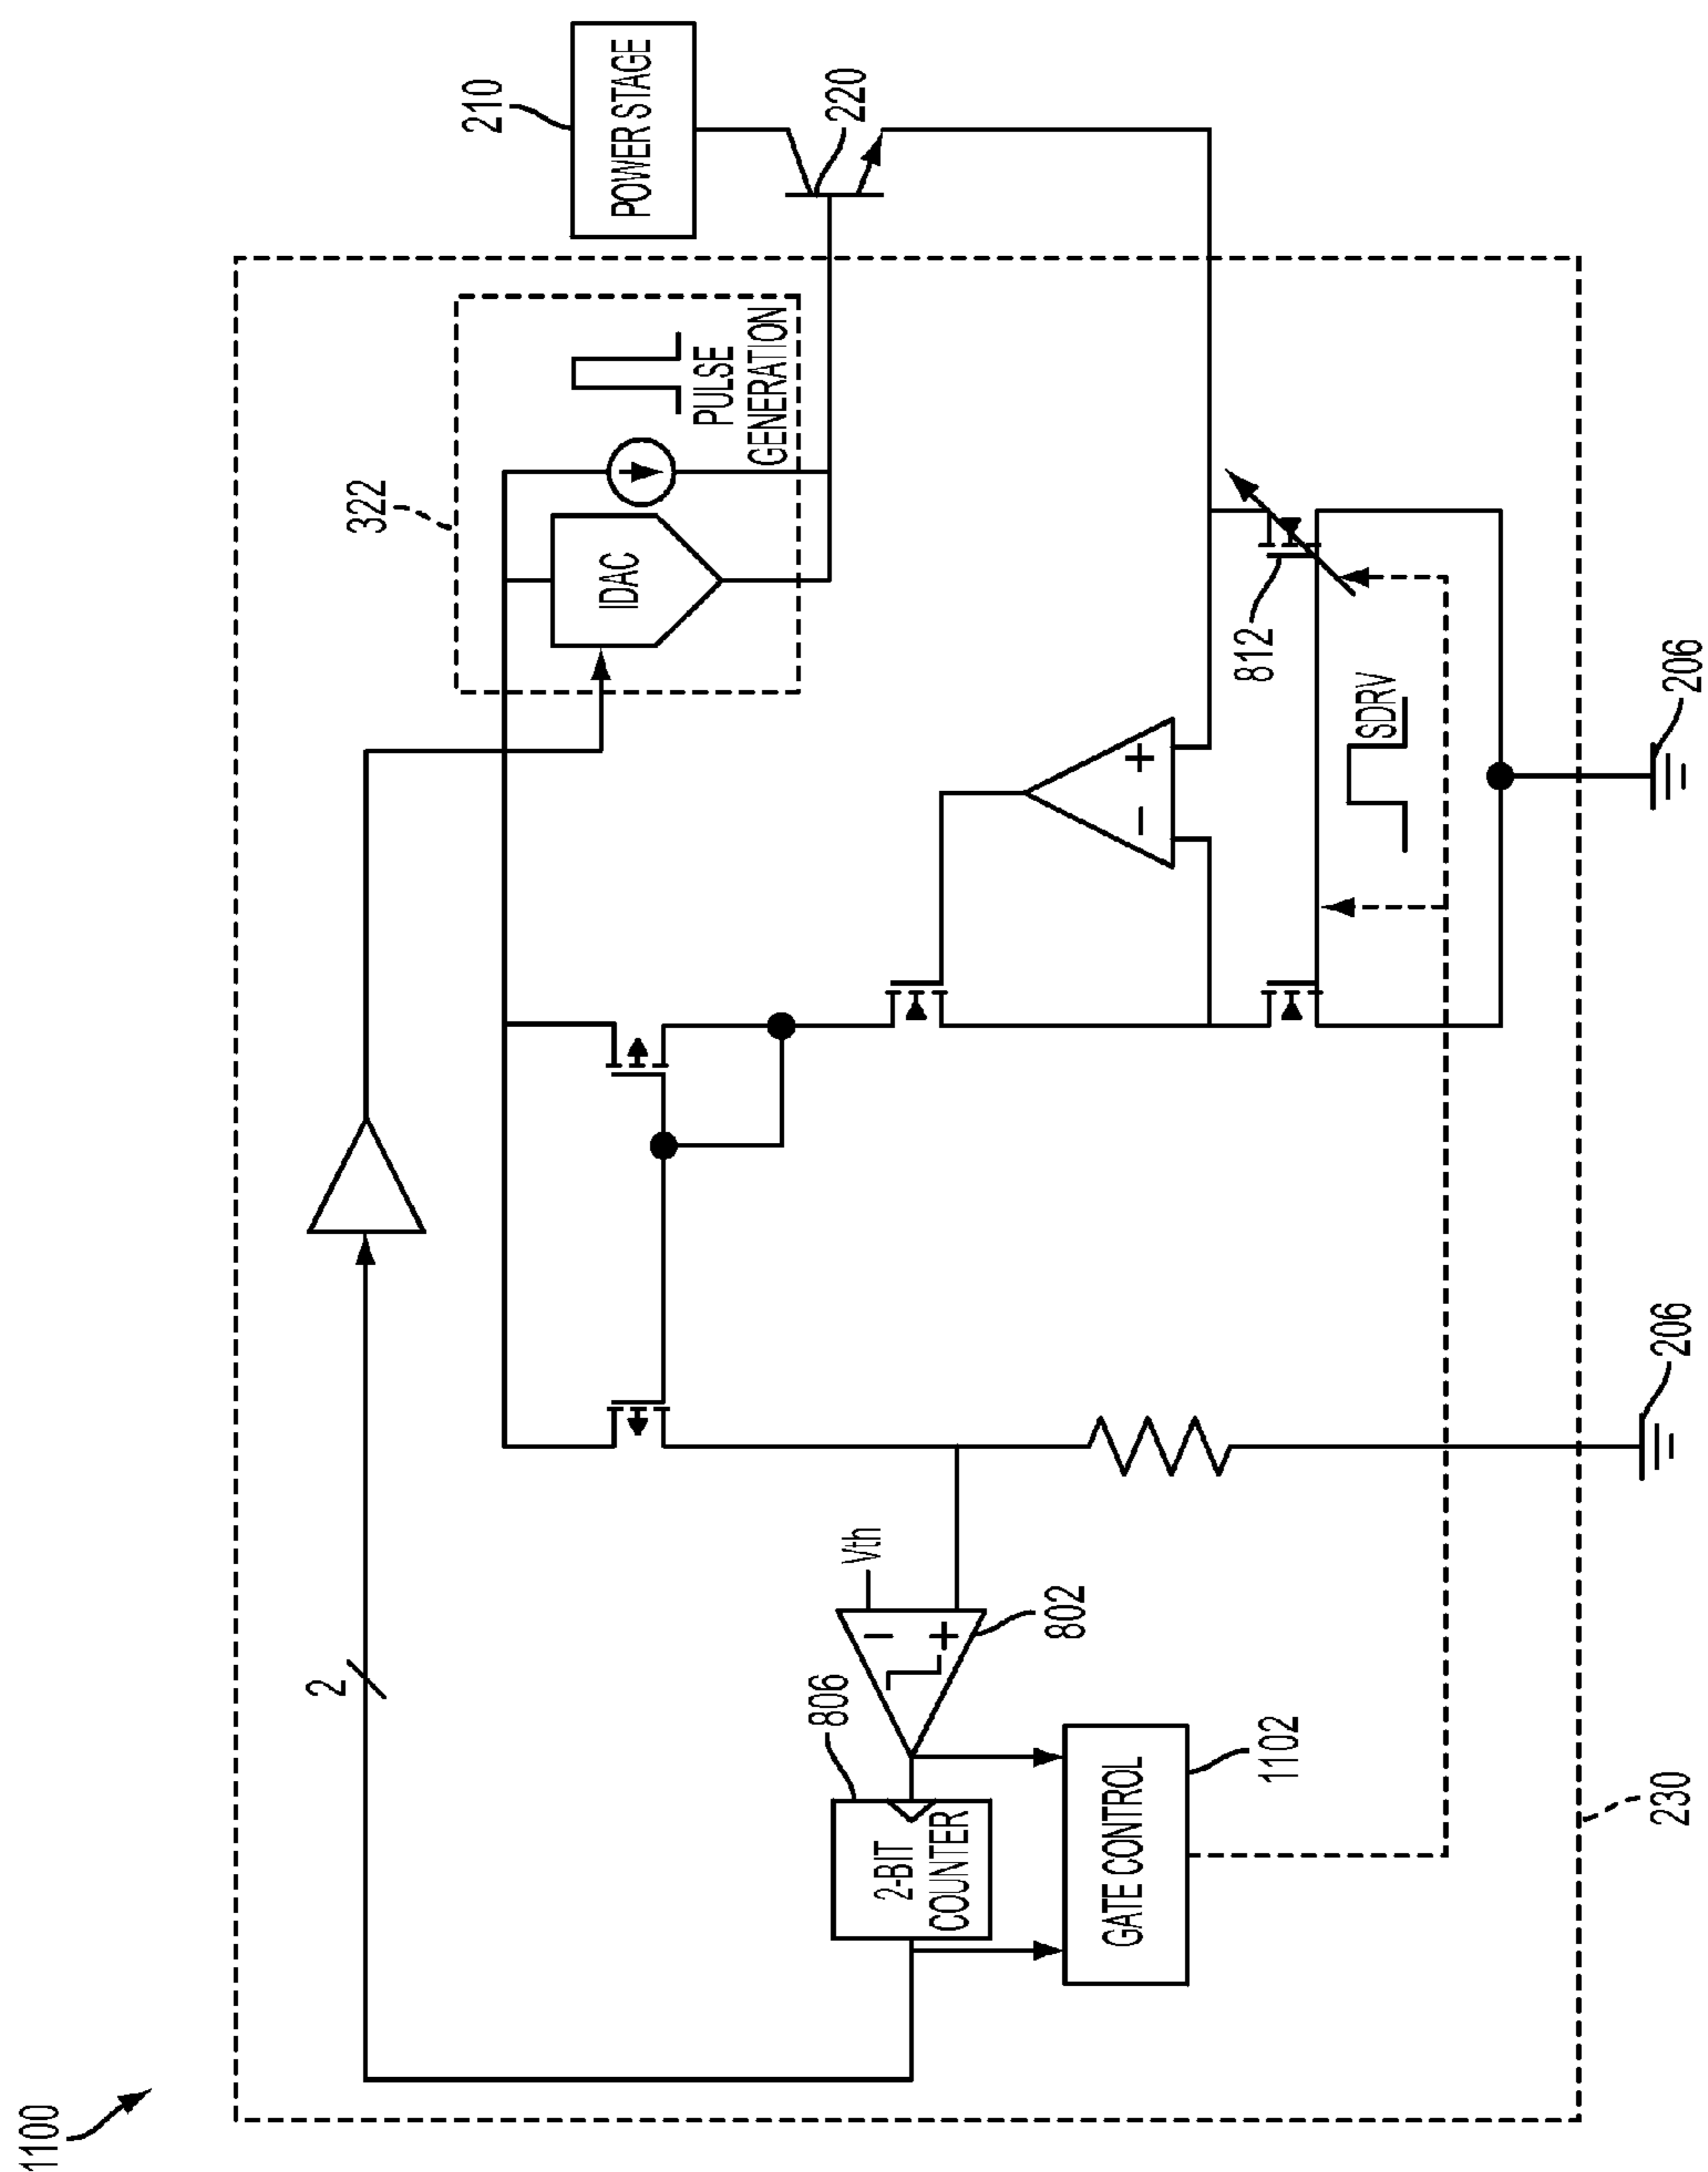 1100
210
POWER STAGE
220
322
IDAC
PULSE
GENERATION
2
Vth
−
+
802
806
2-BIT
COUNTER
GATE CONTROL
1102
−
+
812
SDRV
206
206
230